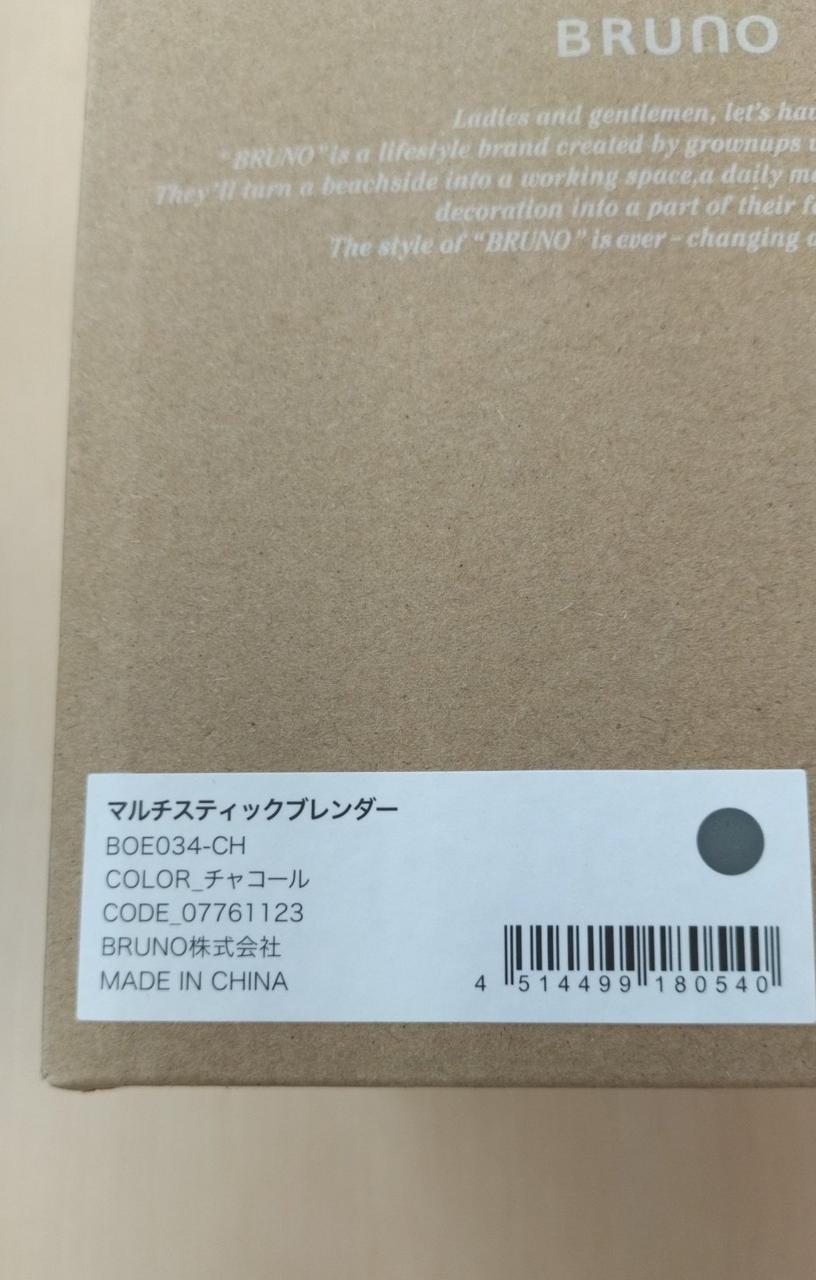 BRUNO
Ladies and gentlemen, let's hav
"BRUNO" is a lifestyle brand created by grownups
They'll turn a beachside into a working space,a daily
decoration into a part of their
The style of "BRUNO" is ever-changing
マルチスティックブレンダー
BOE034-CH
COLOR_チャコール
CODE_07761123
BRUNO株式会社
MADE IN CHINA
4 514499 180540